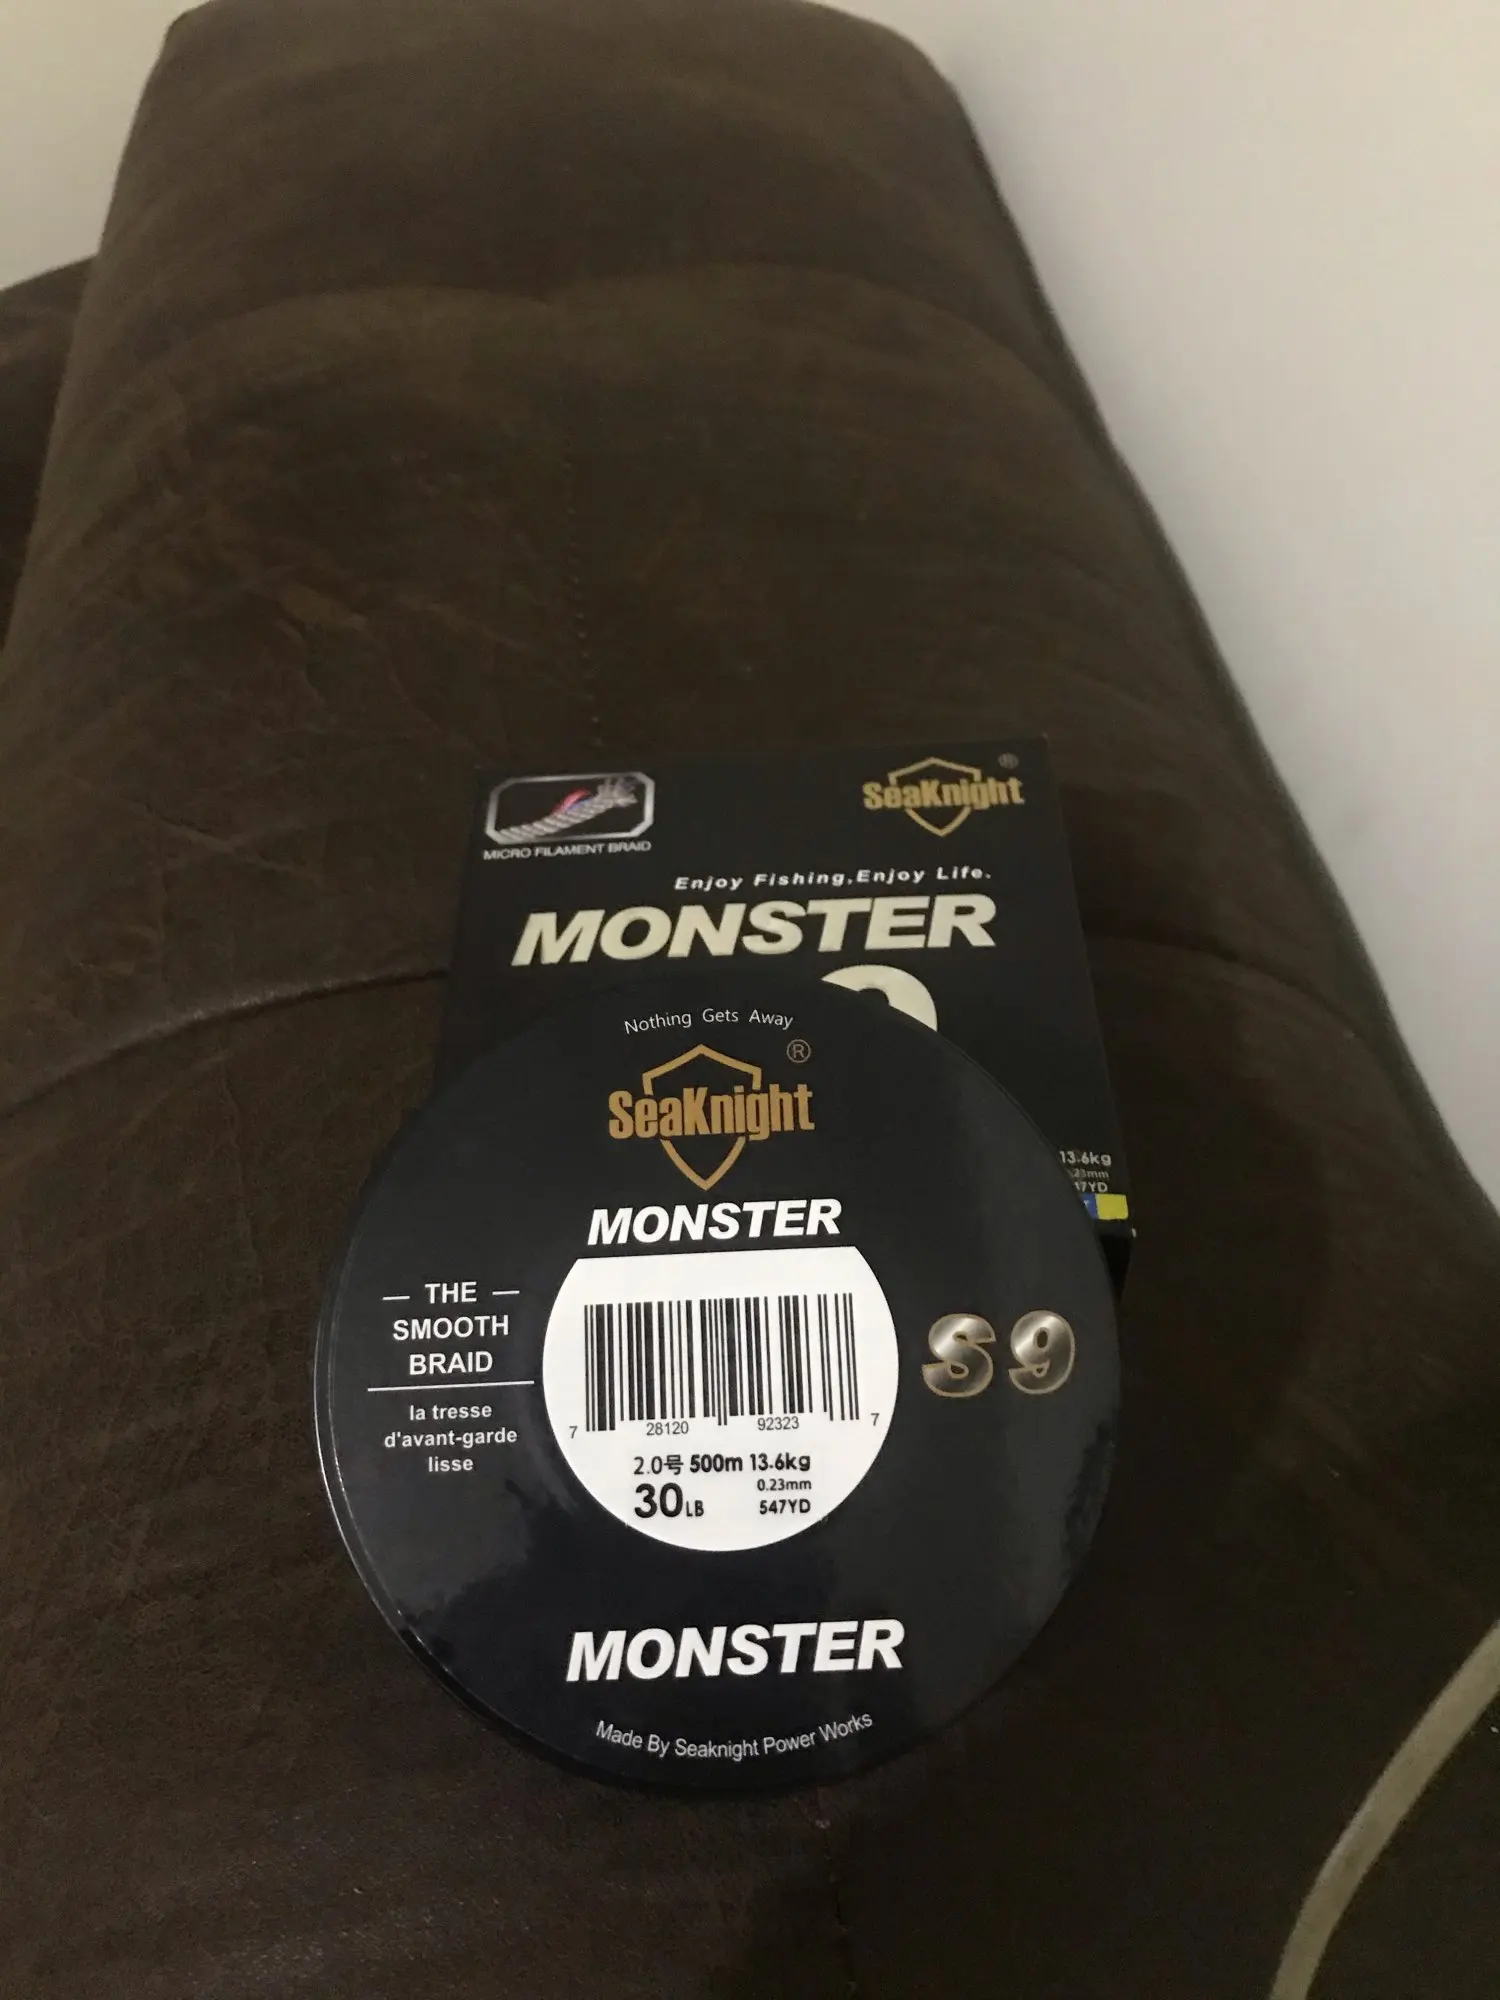 MICRO FILAMENT BRAID
SeaKnight®
Enjoy Fishing,Enjoy Life.
MONSTER
13.6kg
23mm
17YD
Nothing Gets Away
®
SeaKnight
MONSTER
— THE —
SMOOTH
BRAID
la tresse
d'avant-garde
lisse
S9
7 28120 92323 7
2.0号 500m 13.6kg
30LB 0.23mm
547YD
MONSTER
Made By Seaknight Power Works